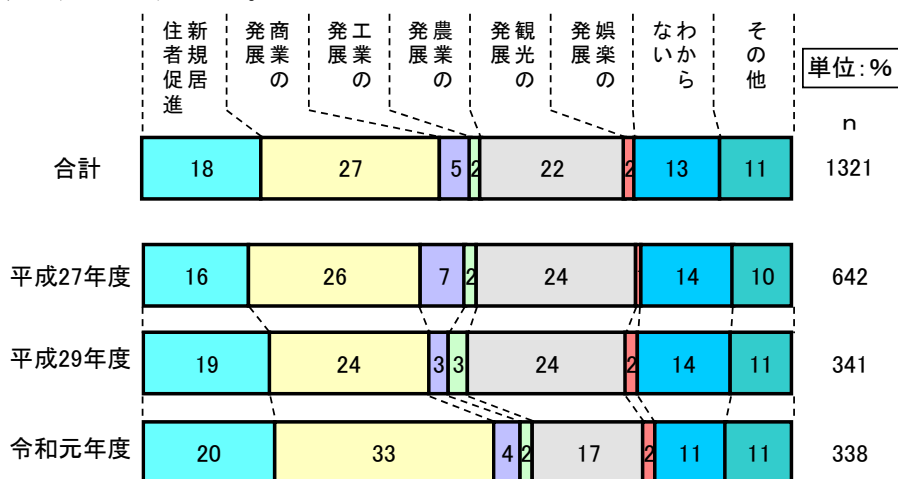 新規居住者促進
商業の発展
工業の発展
農業の発展
観光の発展
娯楽の発展
わからない
その他
単位:%
n
合計 18 27 5 2 22 2 13 11 1321
平成27年度 16 26 7 2 24 1 14 10 642
平成29年度 19 24 3 3 24 2 14 11 341
令和元年度 20 33 4 2 17 2 11 11 338